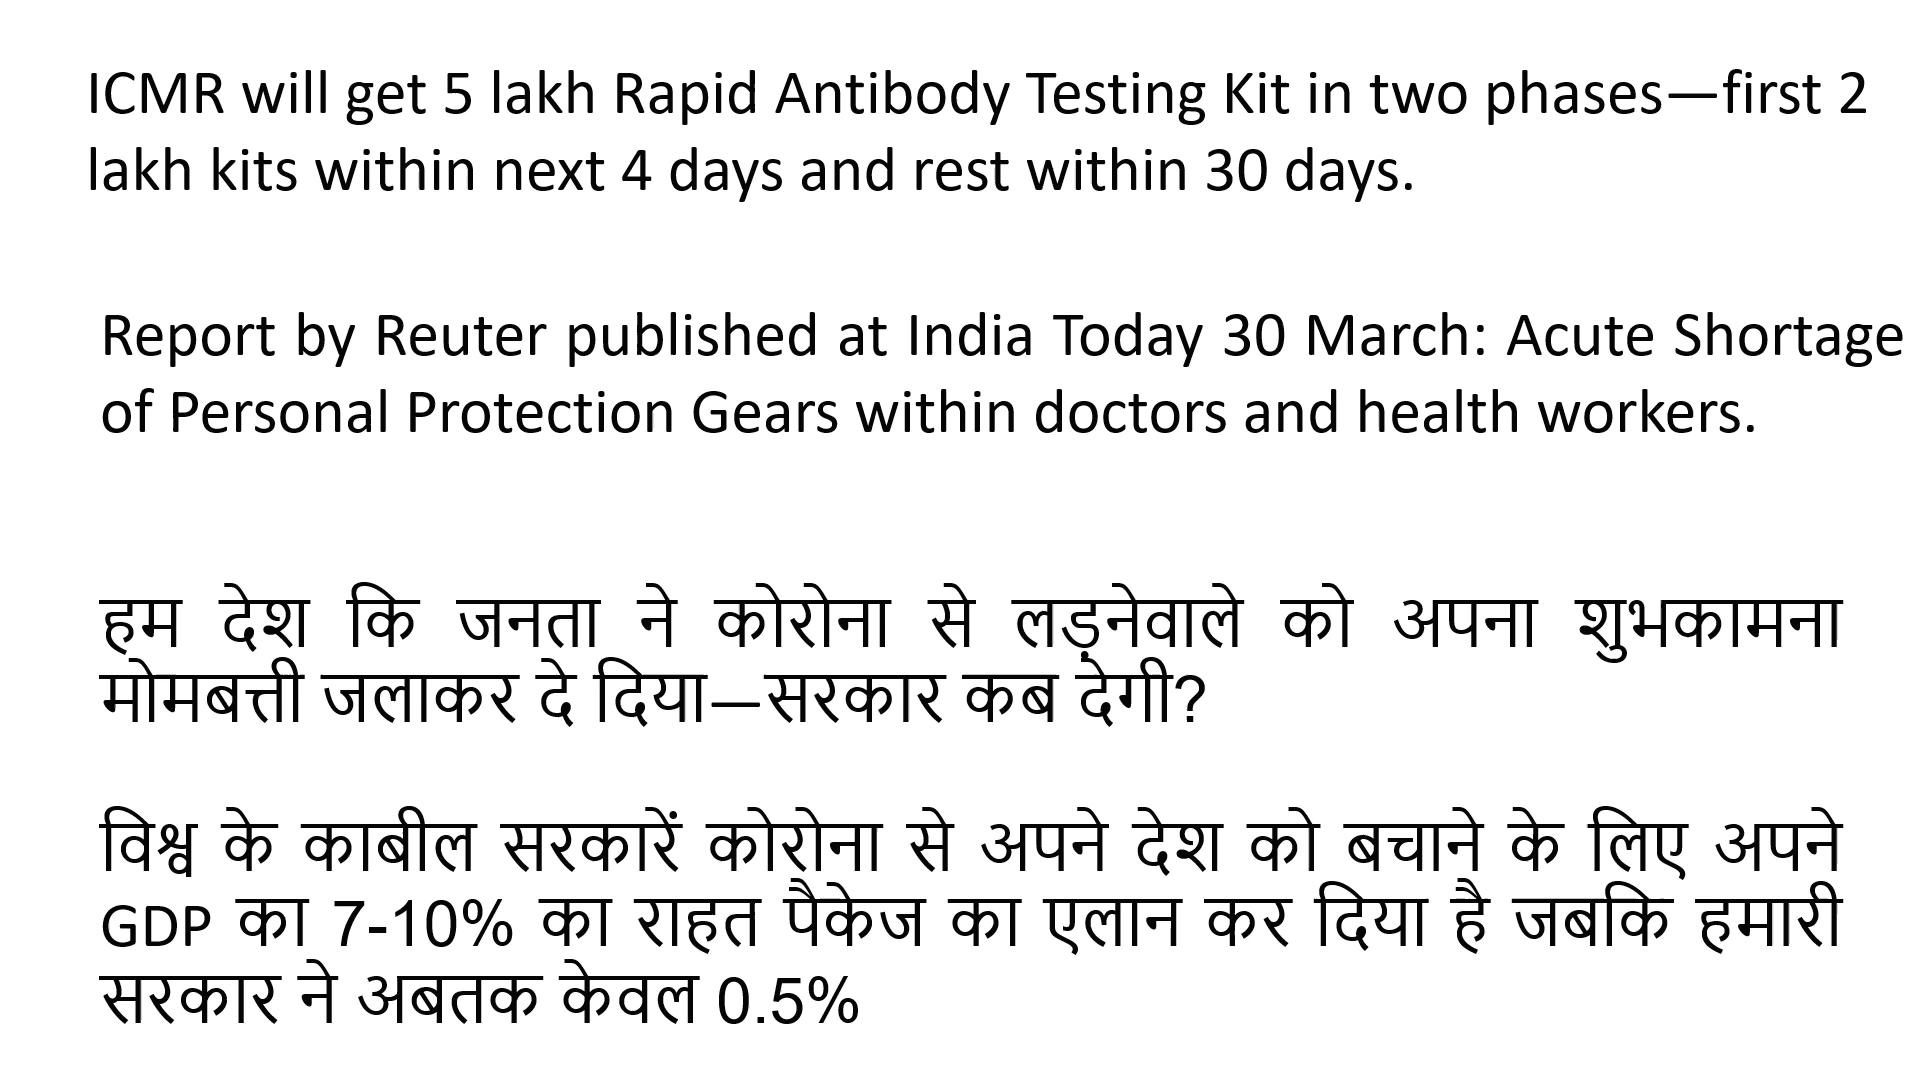 ICMR will get 5 lakh Rapid Antibody Testing Kit in two phases—first 2
lakh kits within next 4 days and rest within 30 days.
Report by Reuter published at India Today 30 March: Acute Shortage
of Personal Protection Gears within doctors and health workers.
हम देश कि जनता ने कोरोना से लड़नेवाले को अपना शुभकामना
मोमबत्ती जलाकर दे दिया—सरकार कब देगी?
विश्व के काबील सरकारें कोरोना से अपने देश को बचाने के लिए अपने
GDP का 7-10% का राहत पैकेज का एलान कर दिया है जबकि हमारी
सरकार ने अबतक केवल 0.5%